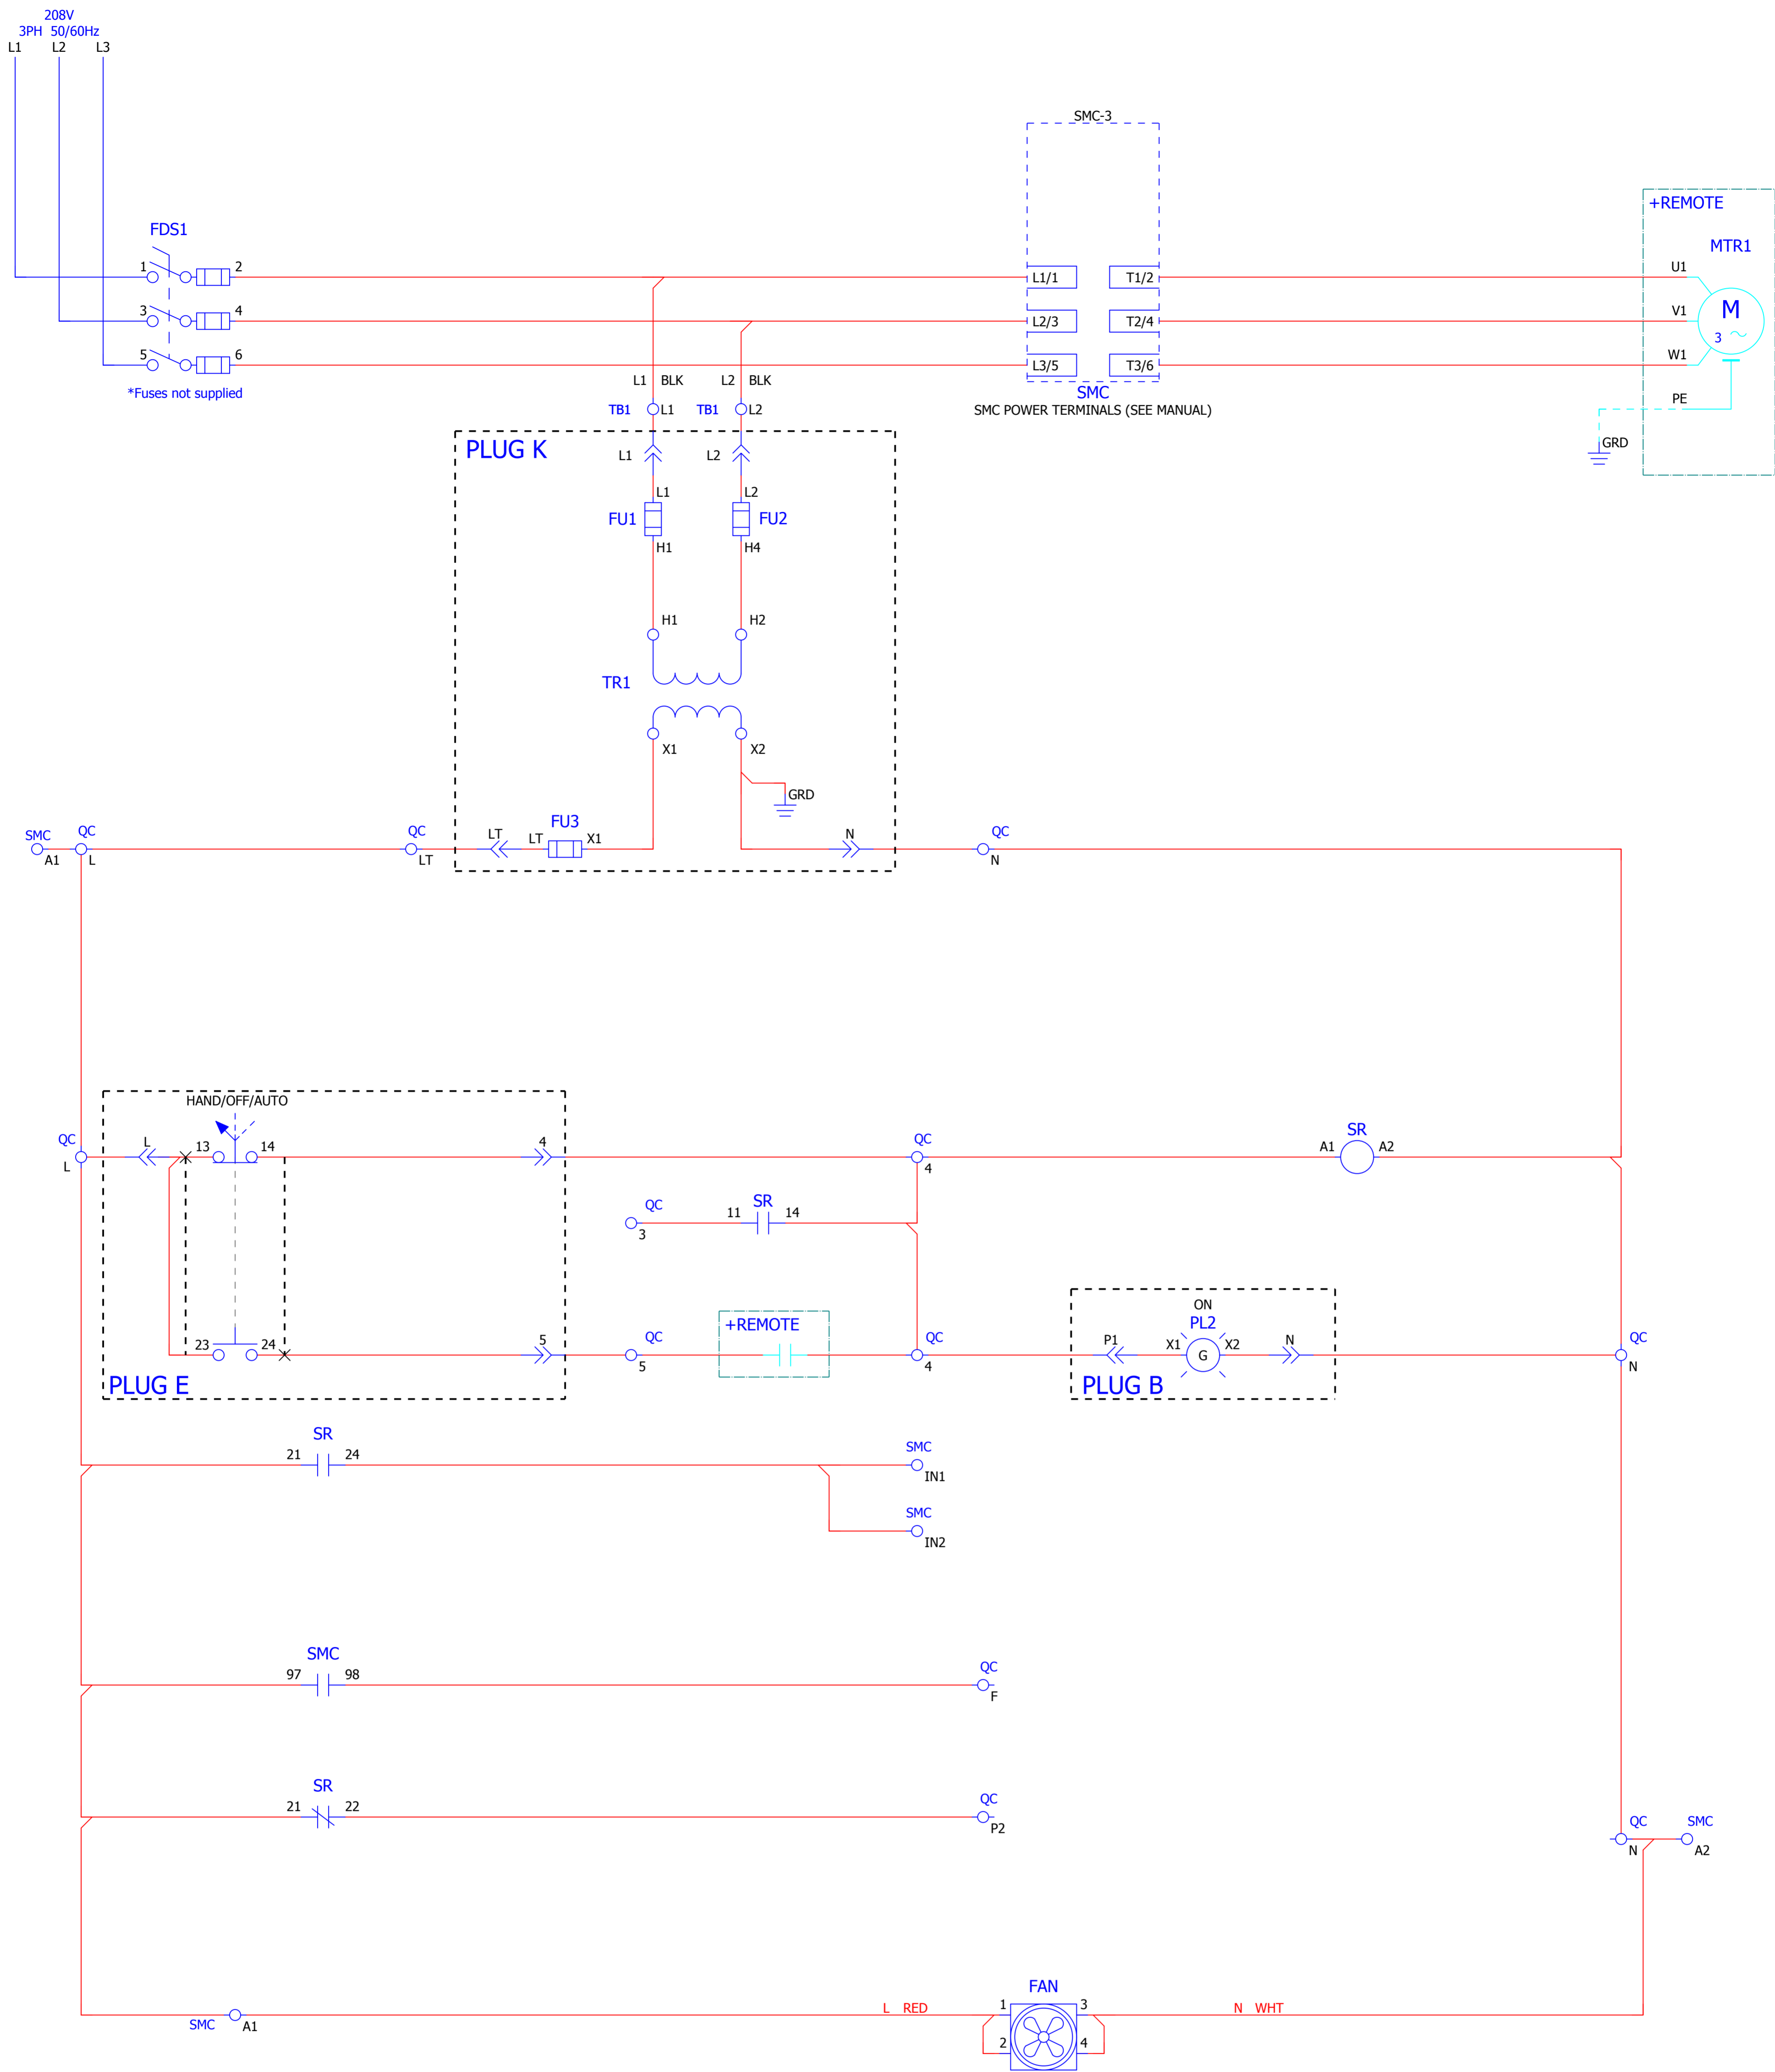 208V
3PH 50/60Hz
L1 L2 L3
SMC-3
+REMOTE
FDS1
MTR1
1 2 L1/1 T1/2 U1
3 4 L2/3 T2/4 V1
M
3
5 6 L3/5 T3/6 W1
*Fuses not supplied
L1 BLK L2 BLK
SMC
PE
TB1 L1 TB1 L2
SMC POWER TERMINALS (SEE MANUAL)
GRD
PLUG K
L1 L2
L1 L2
FU1 FU2
H1 H4
H1 H2
TR1
X1 X2
GRD
FU3
SMC QC QC LT LT X1 N QC
A1 L LT N
HAND/OFF/AUTO
QC L 13 14 4 QC
SR
A1 A2
L 4
QC SR
11 14
3
ON
+REMOTE
PL2
23 24 5 QC QC P1 X1 G X2 N QC
5 4 N
PLUG E
PLUG B
SR
21 24
SMC
IN1
SMC
IN2
SMC
97 98
QC
F
SR
21 22
QC
P2
QC SMC
N A2
FAN
L RED
1 3
N WHT
SMC A1
2 4